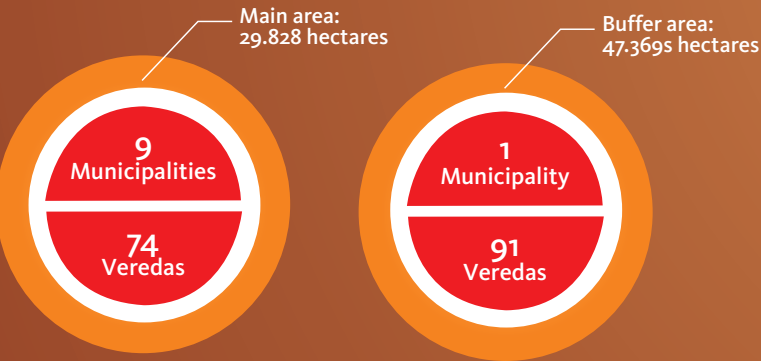 Main area:
29.828 hectares
9
Municipalities
74
Veredas
Buffer area:
47.369s hectares
1
Municipality
91
Veredas